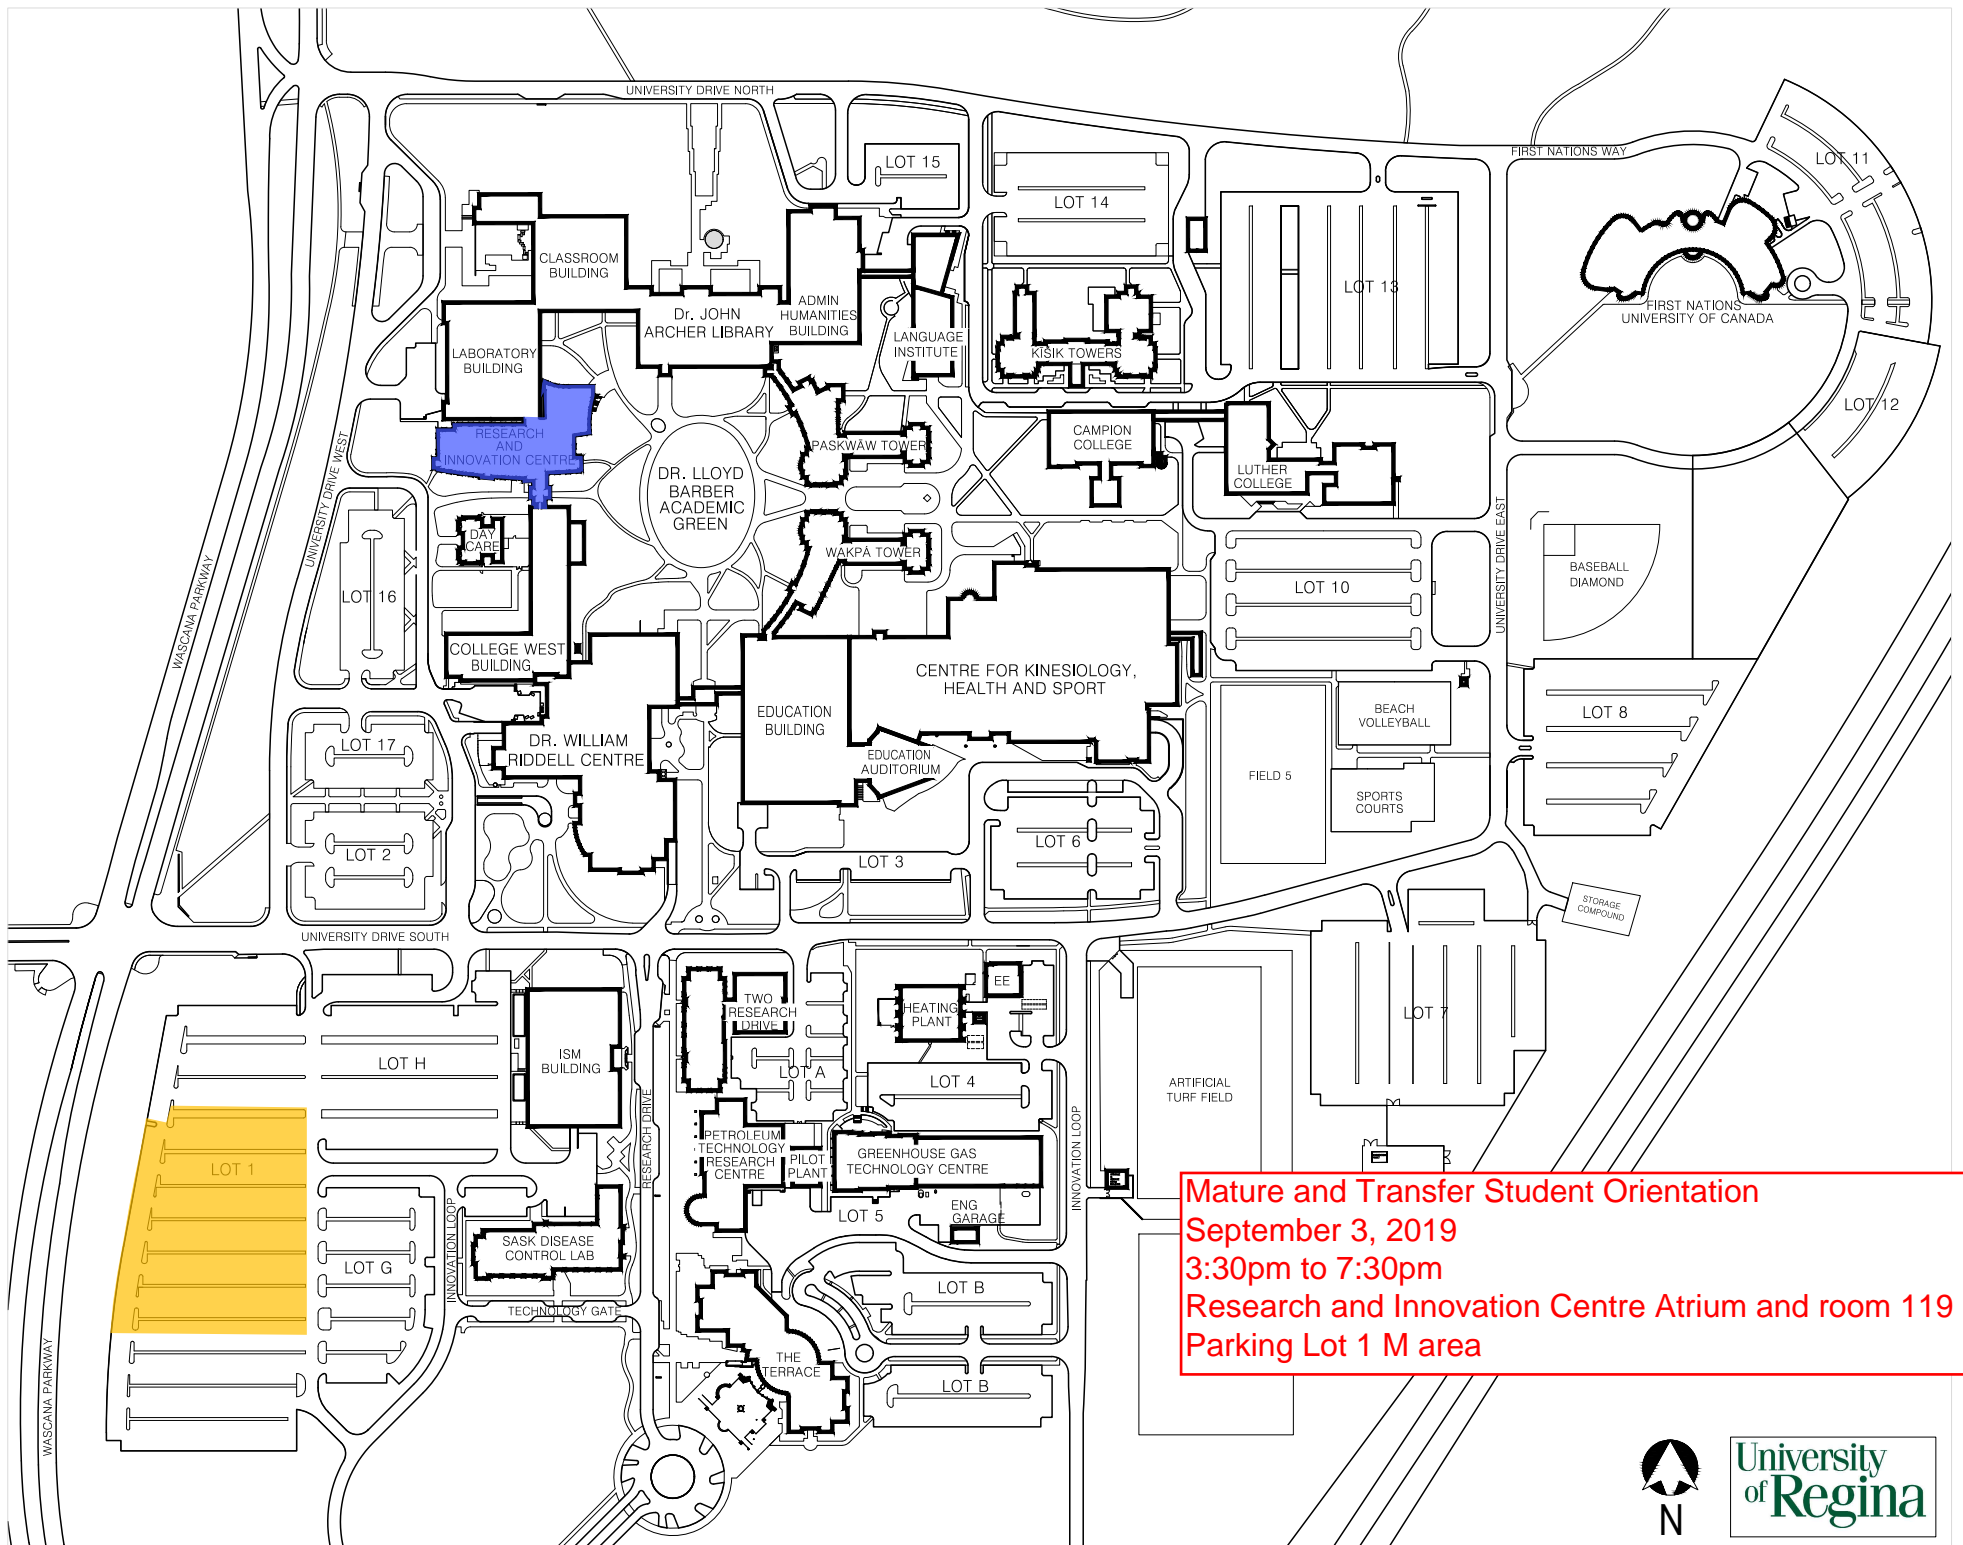 UNIVERSITY DRIVE NORTH
FIRST NATIONS WAY
LOT 11
LOT 15
LOT 14
CLASSROOM
BUILDING
LOT 13
Dr. JOHN
ARCHER LIBRARY
ADMIN
HUMANITIES
BUILDING
FIRST NATIONS
UNIVERSITY OF CANADA
LANGUAGE
INSTITUTE
KĪSIK TOWERS
LABORATORY
BUILDING
LOT 12
RESEARCH
AND
INNOVATION CENTRE
PASKWĀW TOWER
CAMPION
COLLEGE
LUTHER
COLLEGE
DR. LLOYD
BARBER
ACADEMIC
GREEN
UNIVERSITY DRIVE WEST
WASCANA PARKWAY
UNIVERSITY DRIVE EAST
DAY
CARE
WAKPĀ TOWER
LOT 16
LOT 10
BASEBALL
DIAMOND
COLLEGE WEST
BUILDING
CENTRE FOR KINESIOLOGY,
HEALTH AND SPORT
EDUCATION
BUILDING
BEACH
VOLLEYBALL
LOT 8
LOT 17
DR. WILLIAM
RIDDELL CENTRE
EDUCATION
AUDITORIUM
FIELD 5
SPORTS
COURTS
LOT 2
LOT 3
LOT 6
STORAGE
COMPOUND
UNIVERSITY DRIVE SOUTH
TWO
RESEARCH
DRIVE
EE
HEATING
PLANT
LOT 7
LOT H
ISM
BUILDING
LOT A
LOT 4
ARTIFICIAL
TURF FIELD
RESEARCH DRIVE
INNOVATION LOOP
PETROLEUM
TECHNOLOGY
RESEARCH
CENTRE
PILOT
PLANT
GREENHOUSE GAS
TECHNOLOGY CENTRE
LOT 1
LOT 5
ENG
GARAGE
INNOVATION LOOP
SASK DISEASE
CONTROL LAB
LOT G
LOT B
TECHNOLOGY GATE
THE
TERRACE
LOT B
WASCANA PARKWAY
Mature and Transfer Student Orientation
September 3, 2019
3:30pm to 7:30pm
Research and Innovation Centre Atrium and room 119
Parking Lot 1 M area
N
University
of Regina